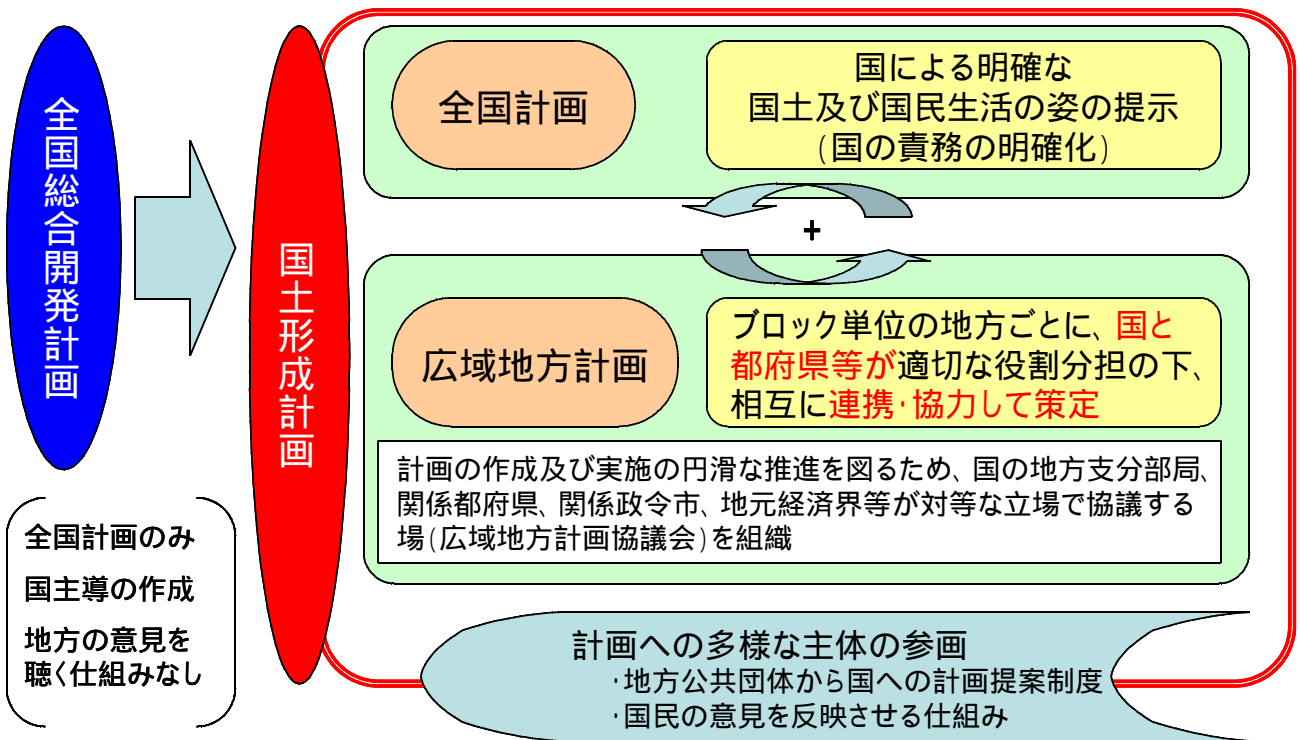 全国総合開発計画
全国計画のみ
国主導の作成
地方の意見を
聴く仕組みなし
国土形成計画
全国計画
国による明確な
国土及び国民生活の姿の提示
(国の責務の明確化)
+
広域地方計画
ブロック単位の地方ごとに、国と
都府県等が適切な役割分担の下、
相互に連携・協力して策定
計画の作成及び実施の円滑な推進を図るため、国の地方支分部局、
関係都府県、関係政令市、地元経済界等が対等な立場で協議する
場(広域地方計画協議会)を組織
計画への多様な主体の参画
・地方公共団体から国への計画提案制度
・国民の意見を反映させる仕組み